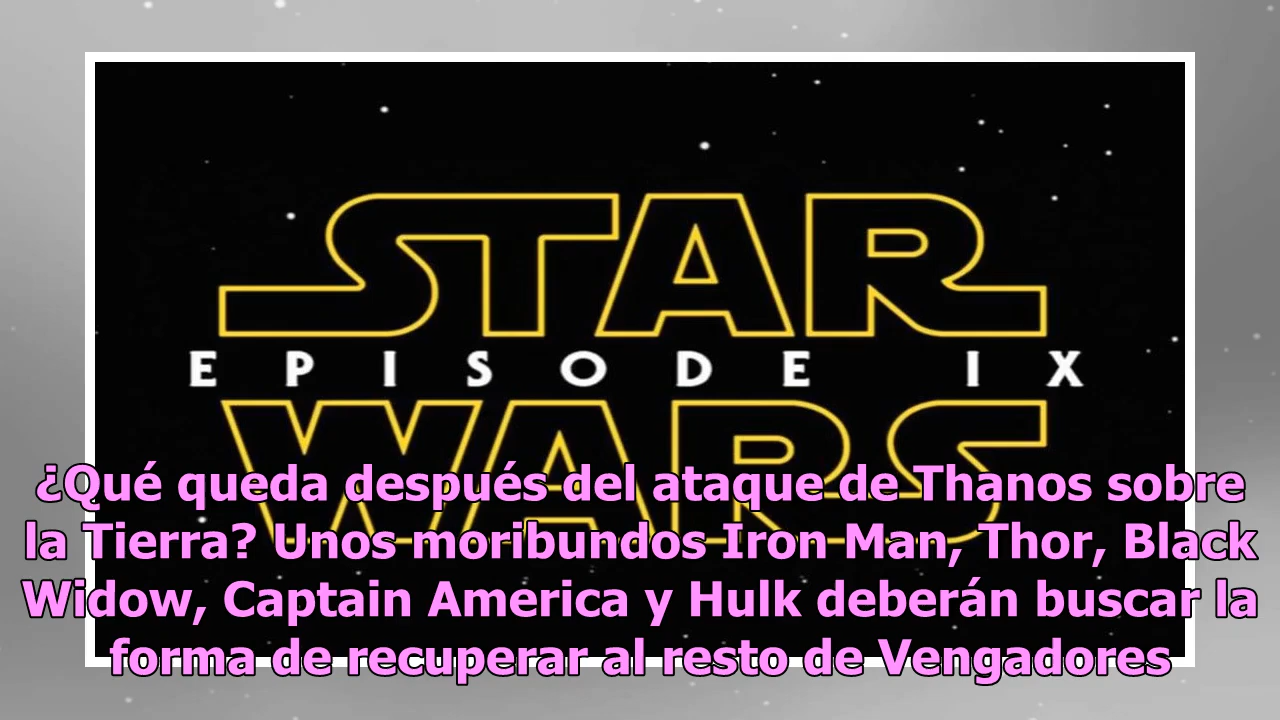 STAR
EPISODE IX
WARS
¿Qué queda después del ataque de Thanos sobre
la Tierra? Unos moribundos Iron Man, Thor, Black
Widow, Captain América y Hulk deberán buscar la
forma de recuperar al resto de Vengadores